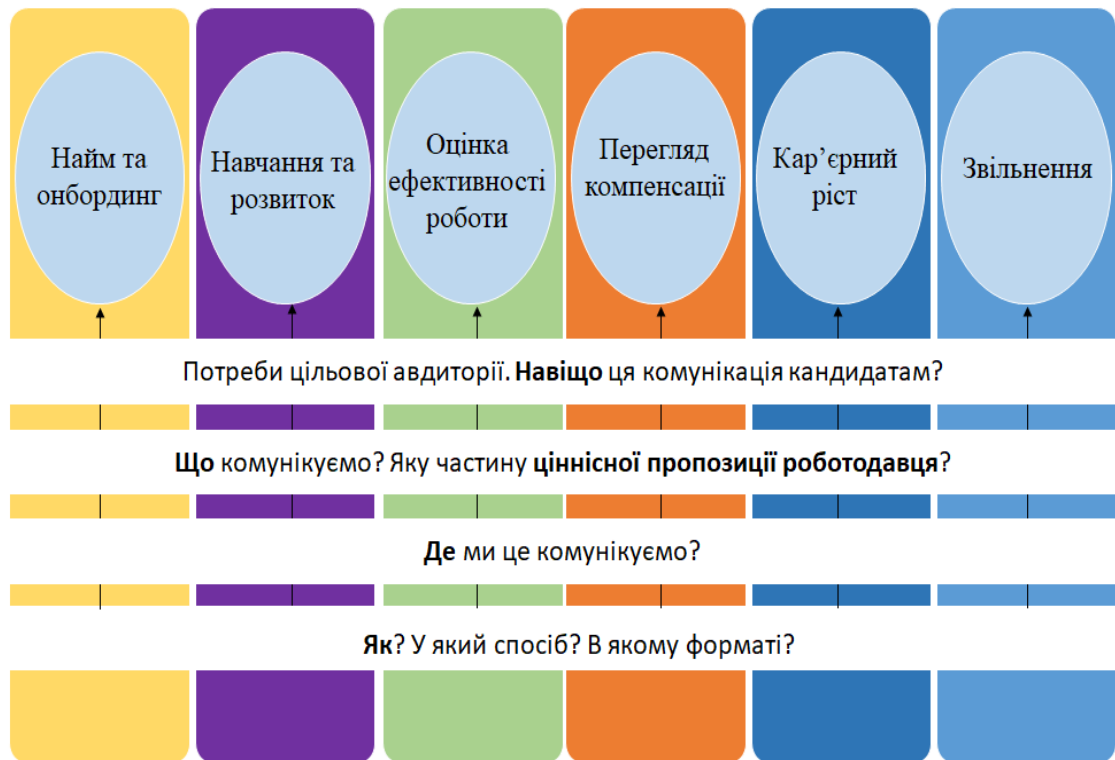 Найм та
онбординг
Навчання та
розвиток
Оцінка
ефективності
роботи
Перегляд
компенсації
Кар’єрний
ріст
Звільнення
Потреби цільової авдиторії. Навіщо ця комунікація кандидатам?
Що комунікуємо? Яку частину ціннісної пропозиції роботодавця?
Де ми це комунікуємо?
Як? У який спосіб? В якому форматі?